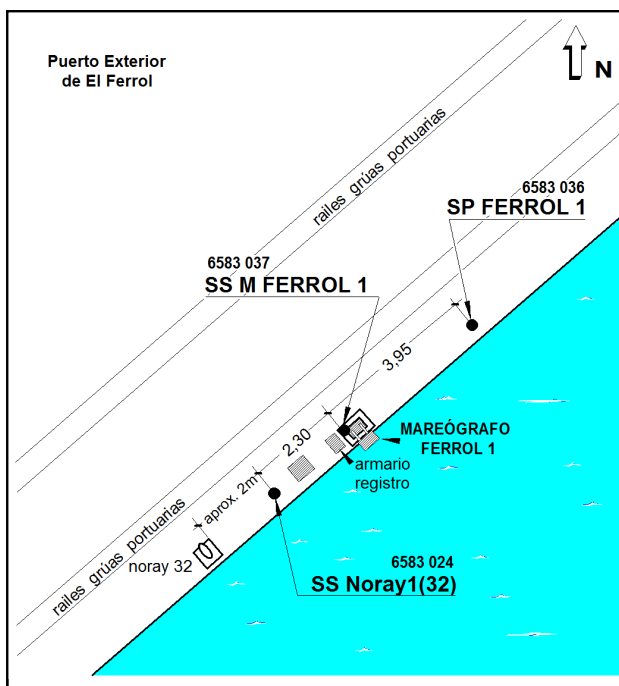 Puerto Exterior
de El Ferrol
N
railes grúas portuarias
6583 036
SP FERROL 1
6583 037
SS M FERROL 1
3,95
2,30
MAREÓGRAFO
FERROL 1
armario
registro
aprox. 2m
noray 32
railes grúas portuarias
6583 024
SS Noray1(32)